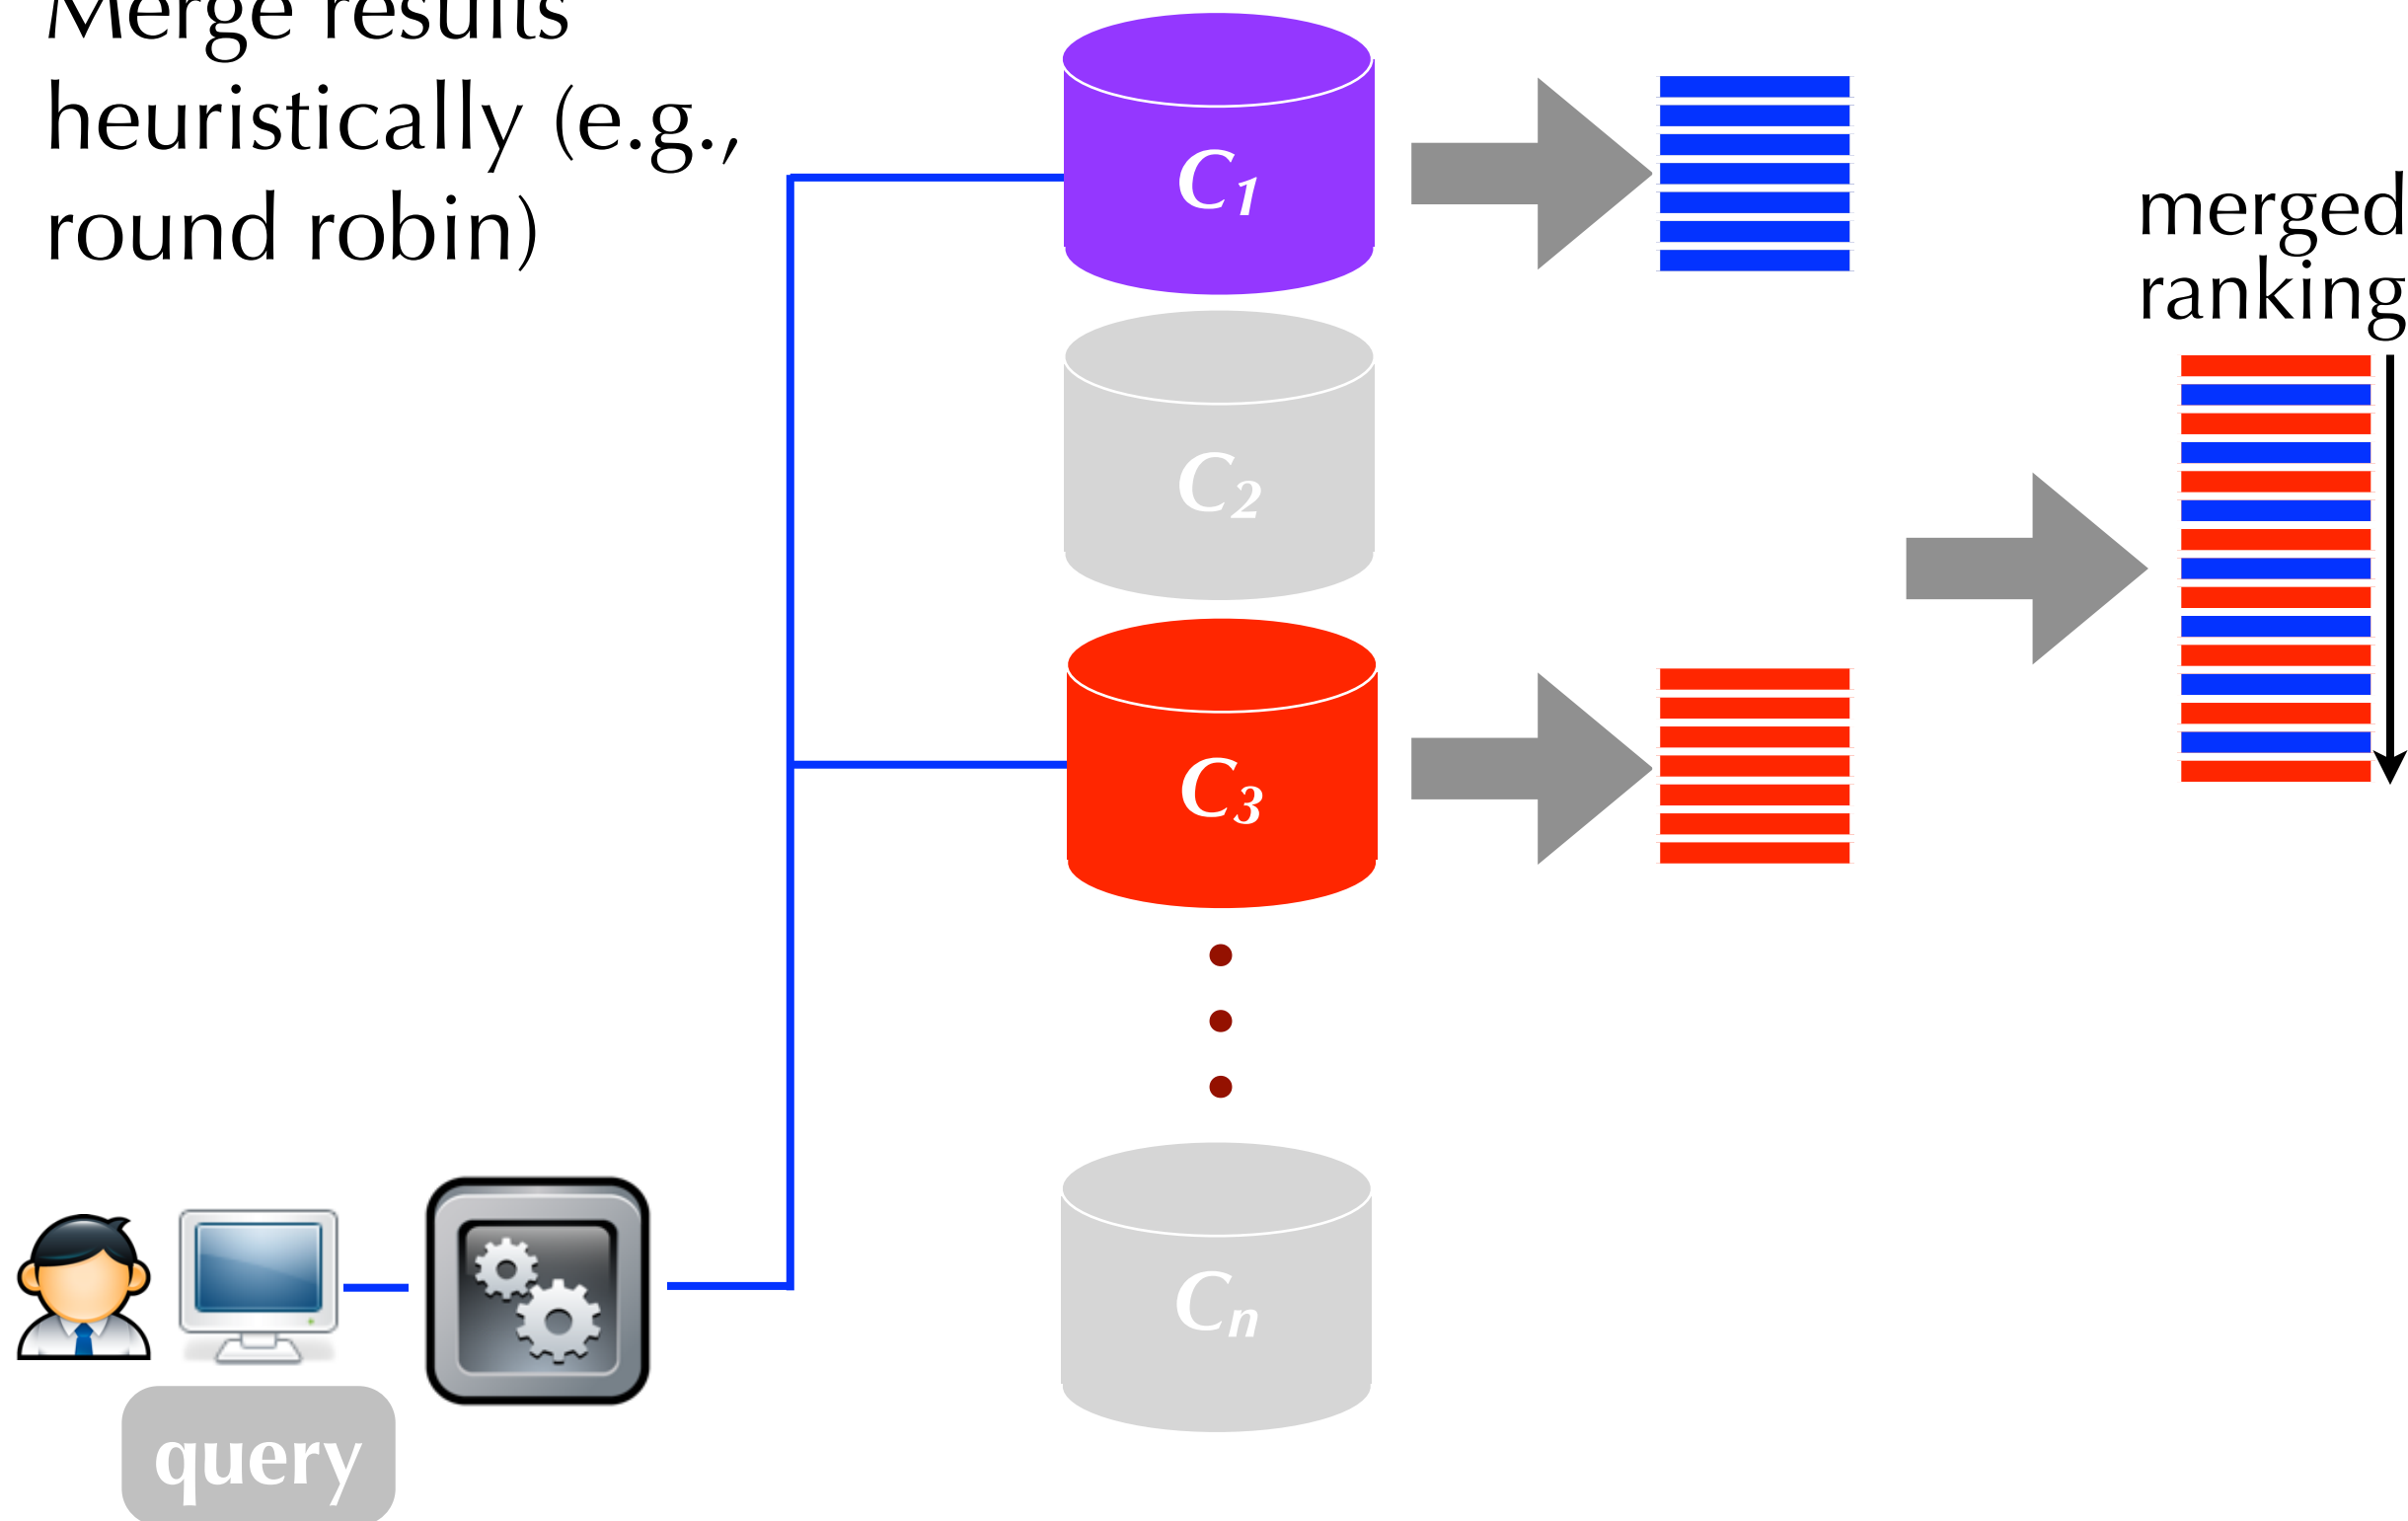 Merge results
heuristically (e.g.,
round robin)
merged
ranking
C1
C2
C3
Cn
query